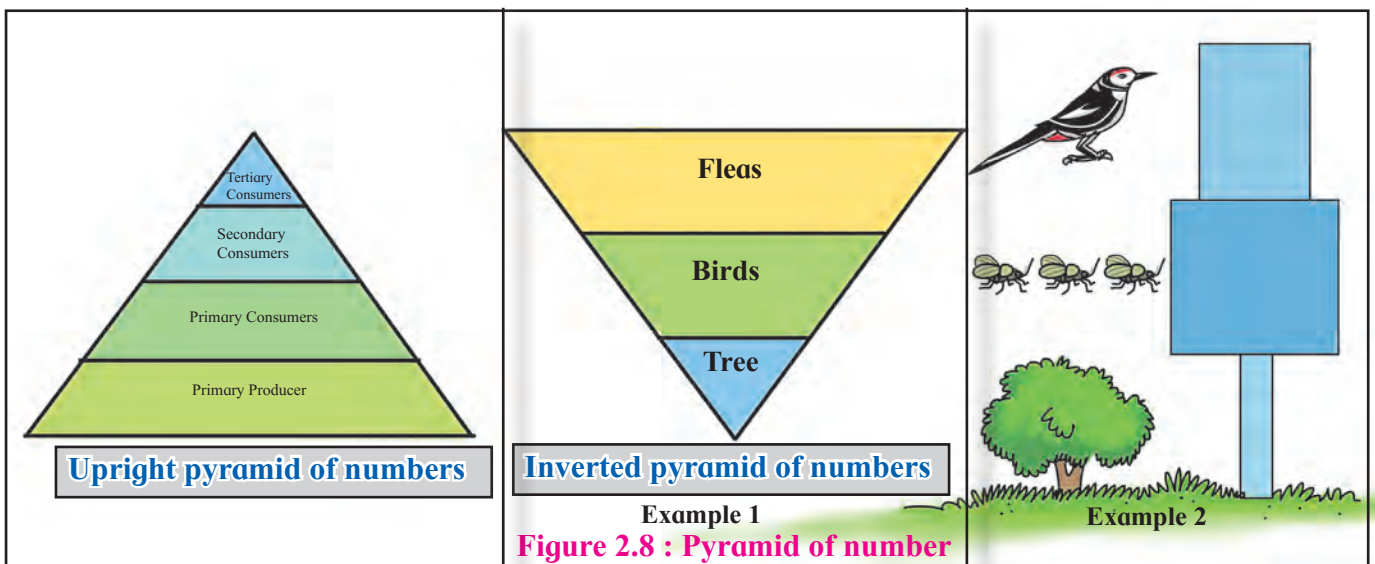 Tertiary
Consumers
Secondary
Consumers
Primary Consumers
Primary Producer
Upright pyramid of numbers
Fleas
Birds
Tree
Inverted pyramid of numbers
Example 1
Example 2
Figure 2.8 : Pyramid of number